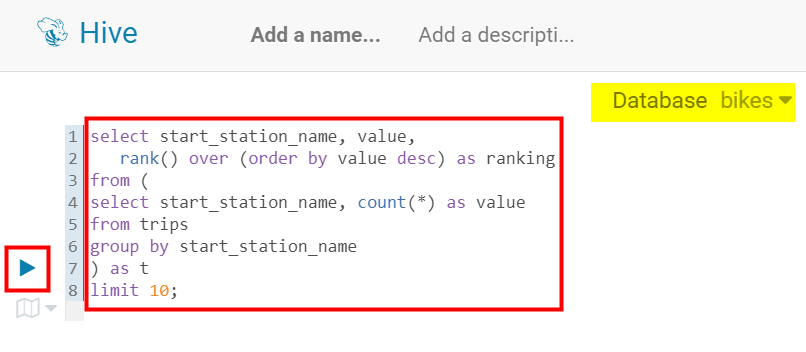 Hive Add a name... Add a descripti...
Database bikes
1 select start_station_name, value,
2 rank() over (order by value desc) as ranking
3 from (
4 select start_station_name, count(*) as value
5 from trips
6 group by start_station_name
7 ) as t
8 limit 10;